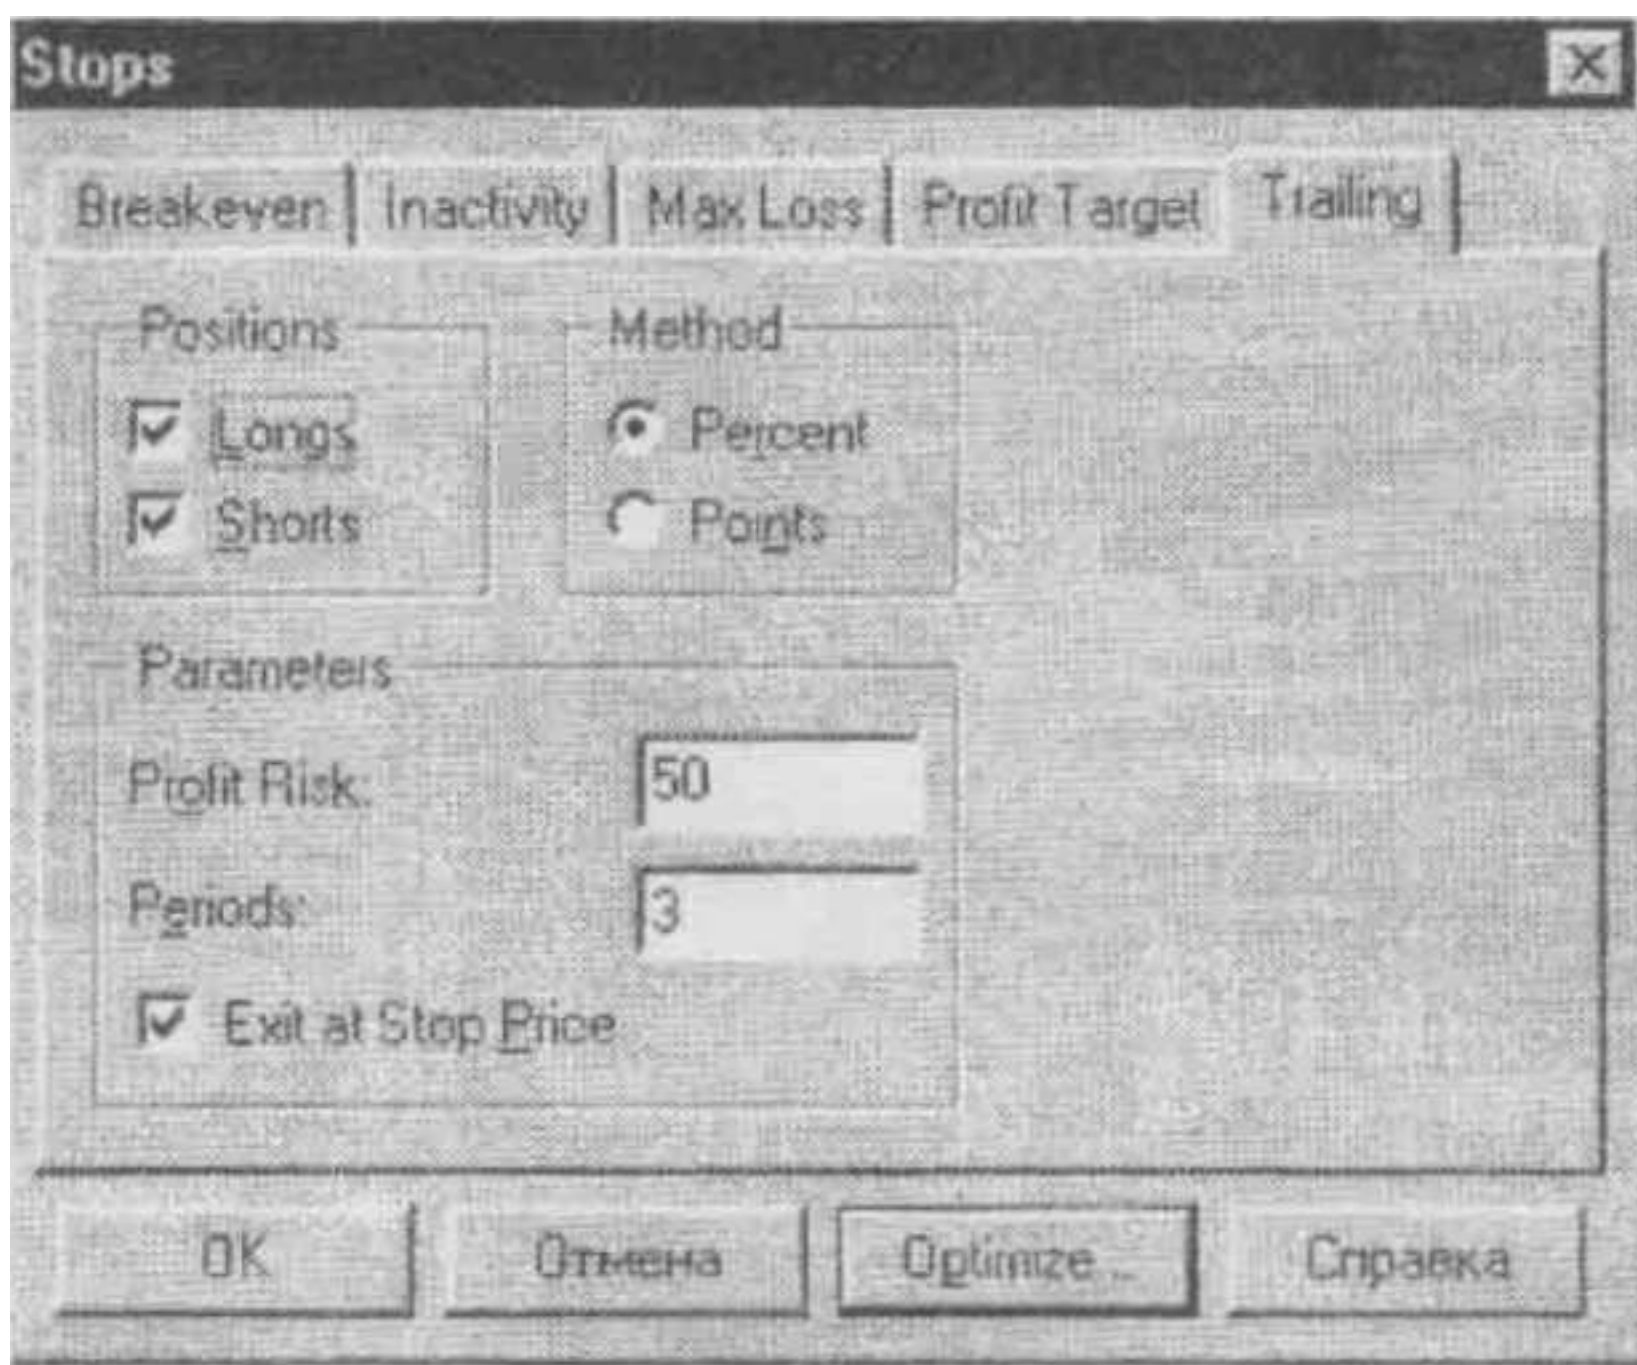 Stops
Breakeven Inactivity Max Loss Profit Target Trailing
Positions Method
Longs Percent
Shorts Points
Parameters
Profit Risk: 50
Periods: 3
Exit at Stop Price
OK Отмена Optimize... Справка